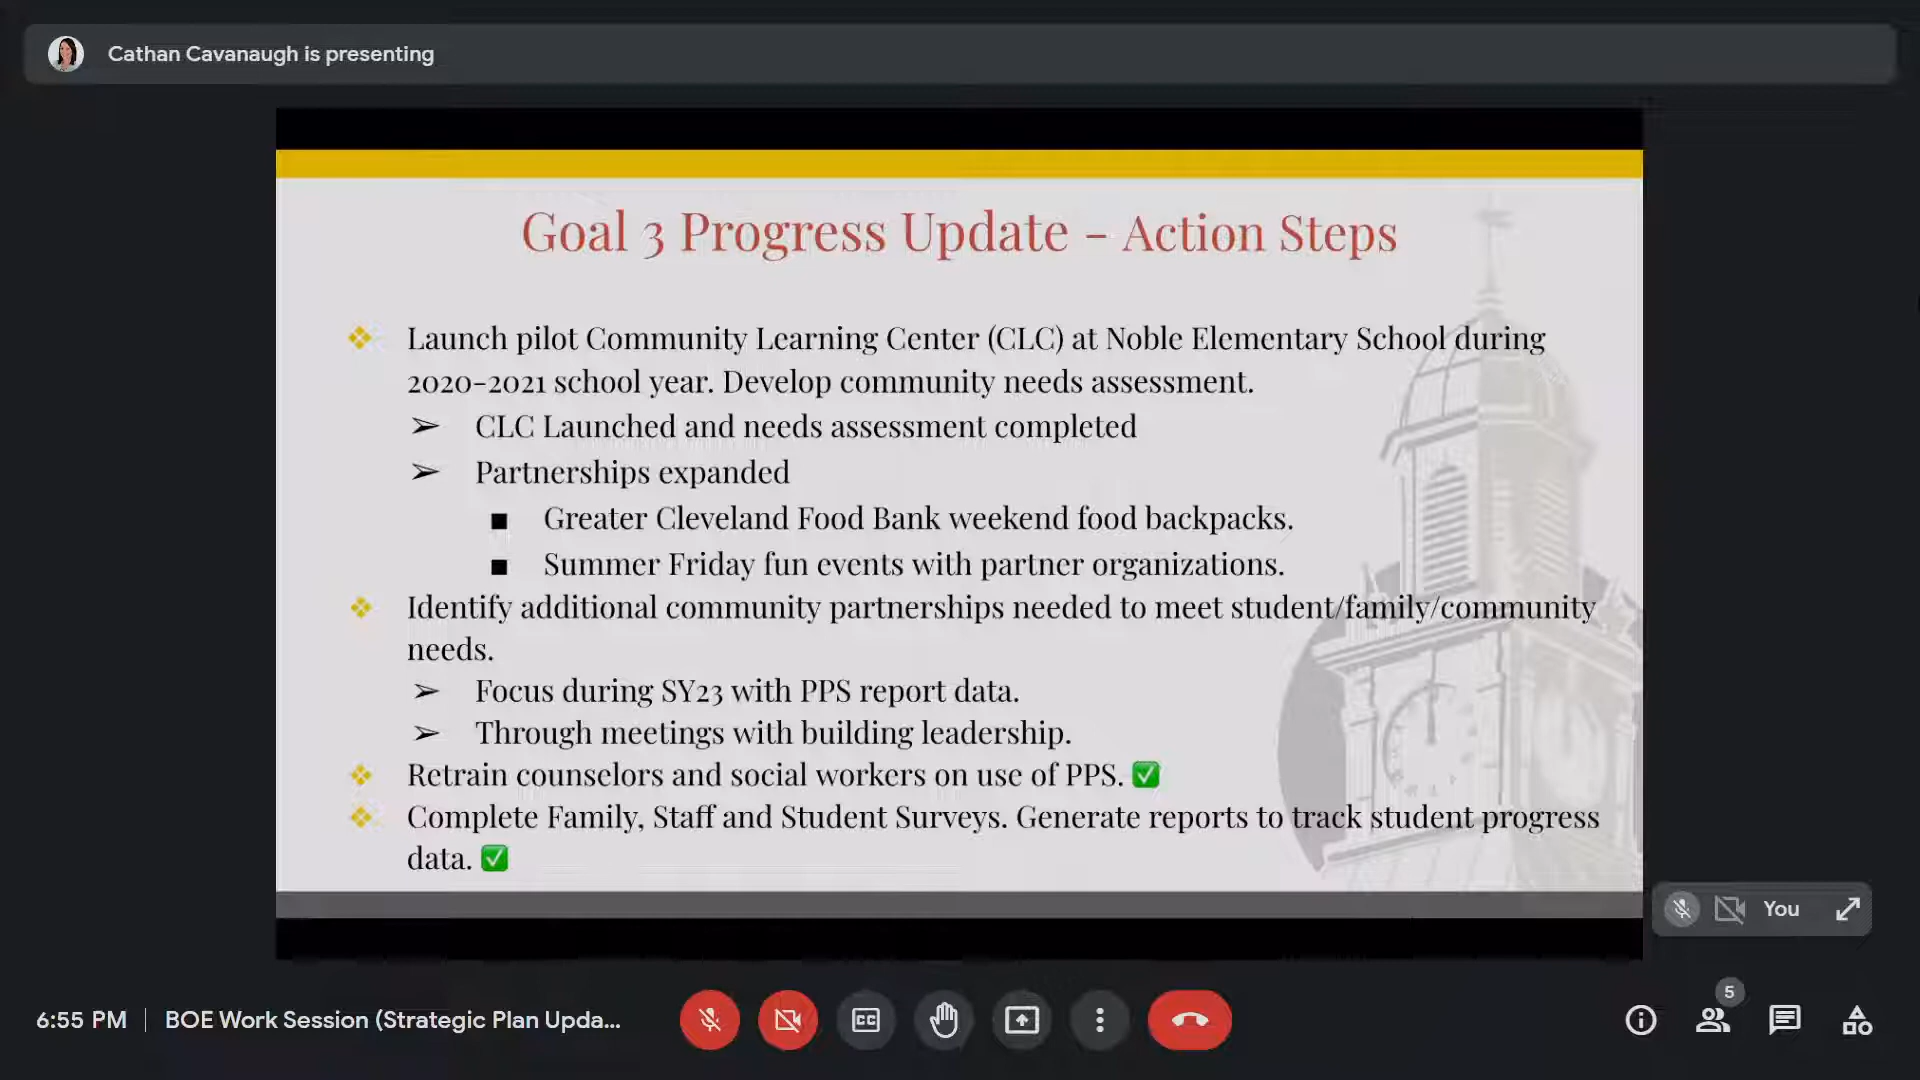 Cathan Cavanaugh is presenting
Goal 3 Progress Update - Action Steps
Launch pilot Community Learning Center (CLC) at Noble Elementary School during
2020-2021 school year. Develop community needs assessment.
CLC Launched and needs assessment completed
Partnerships expanded
Greater Cleveland Food Bank weekend food backpacks.
Summer Friday fun events with partner organizations.
Identify additional community partnerships needed to meet student/family/community
needs.
Focus during SY23 with PPS report data.
Through meetings with building leadership.
Retrain counselors and social workers on use of PPS. ✅
Complete Family, Staff and Student Surveys. Generate reports to track student progress
data. ✅
You
6:55 PM | BOE Work Session (Strategic Plan Upda...
CC
5